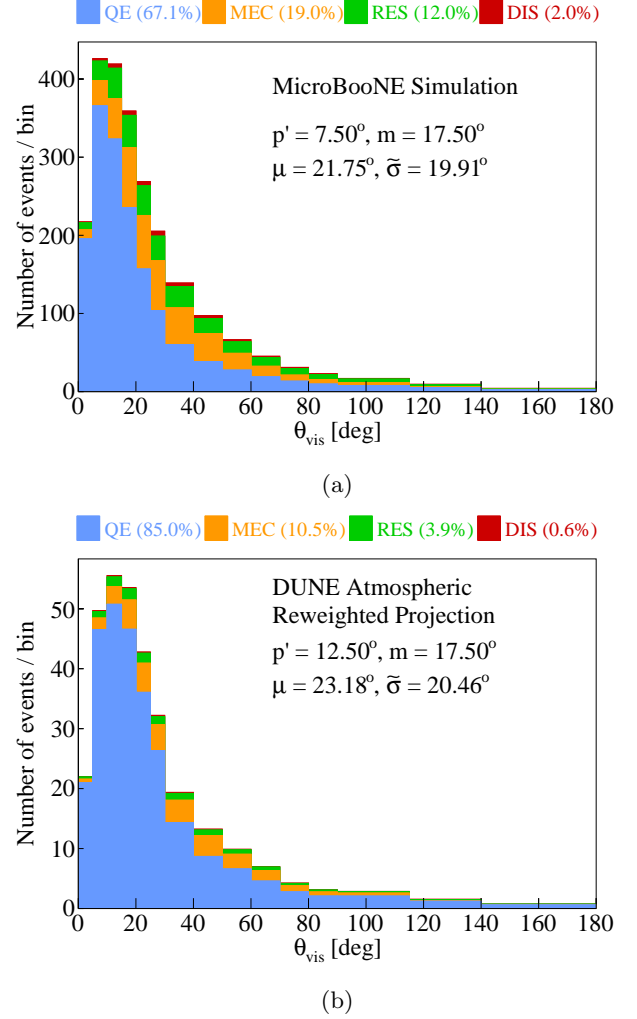 QE (67.1%) MEC (19.0%) RES (12.0%) DIS (2.0%)
MicroBooNE Simulation
p' = 7.50°, m = 17.50°
μ = 21.75°, σ̃ = 19.91°
Number of events / bin
400
300
200
100
0
0 20 40 60 80 100 120 140 160 180
θvis [deg]
(a)
QE (85.0%) MEC (10.5%) RES (3.9%) DIS (0.6%)
DUNE Atmospheric
Reweighted Projection
p' = 12.50°, m = 17.50°
μ = 23.18°, σ̃ = 20.46°
Number of events / bin
50
40
30
20
10
0
0 20 40 60 80 100 120 140 160 180
θvis [deg]
(b)